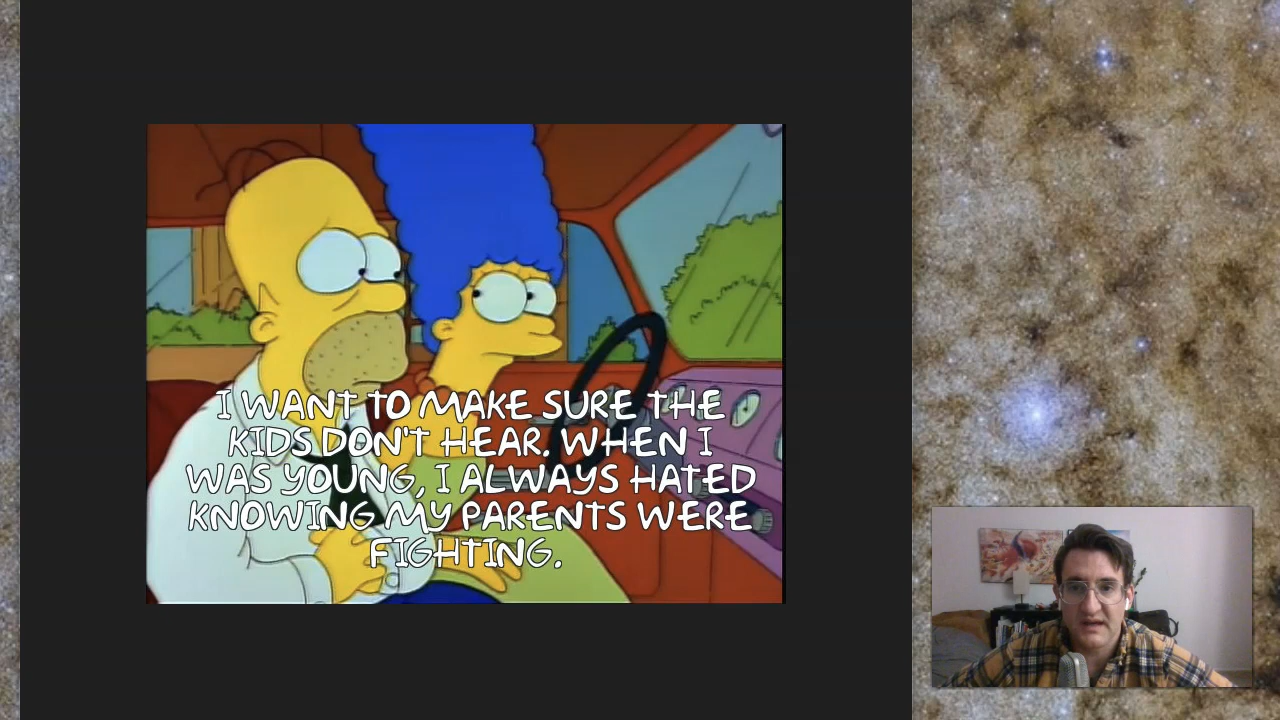 I WANT TO MAKE SURE THE
KIDS DON'T HEAR. WHEN I
WAS YOUNG, I ALWAYS HATED
KNOWING MY PARENTS WERE
FIGHTING.